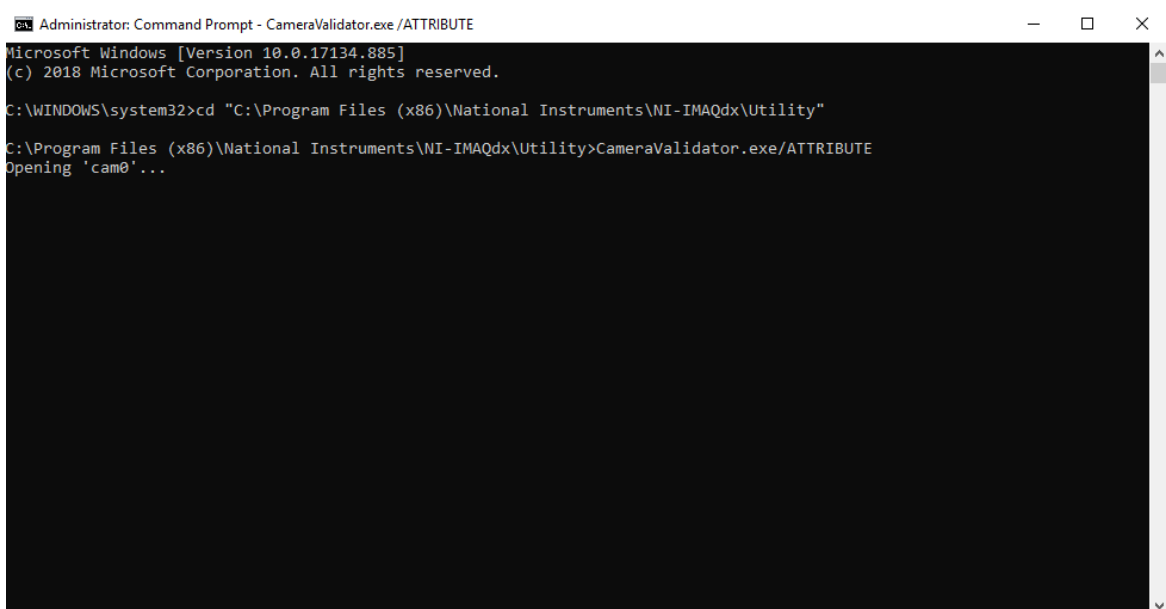 Administrator: Command Prompt - CameraValidator.exe /ATTRIBUTE
Microsoft Windows [Version 10.0.17134.885]
(c) 2018 Microsoft Corporation. All rights reserved.
C:\WINDOWS\system32>cd "C:\Program Files (x86)\National Instruments\NI-IMAQdx\Utility"
C:\Program Files (x86)\National Instruments\NI-IMAQdx\Utility>CameraValidator.exe/ATTRIBUTE
Opening 'cam0'...